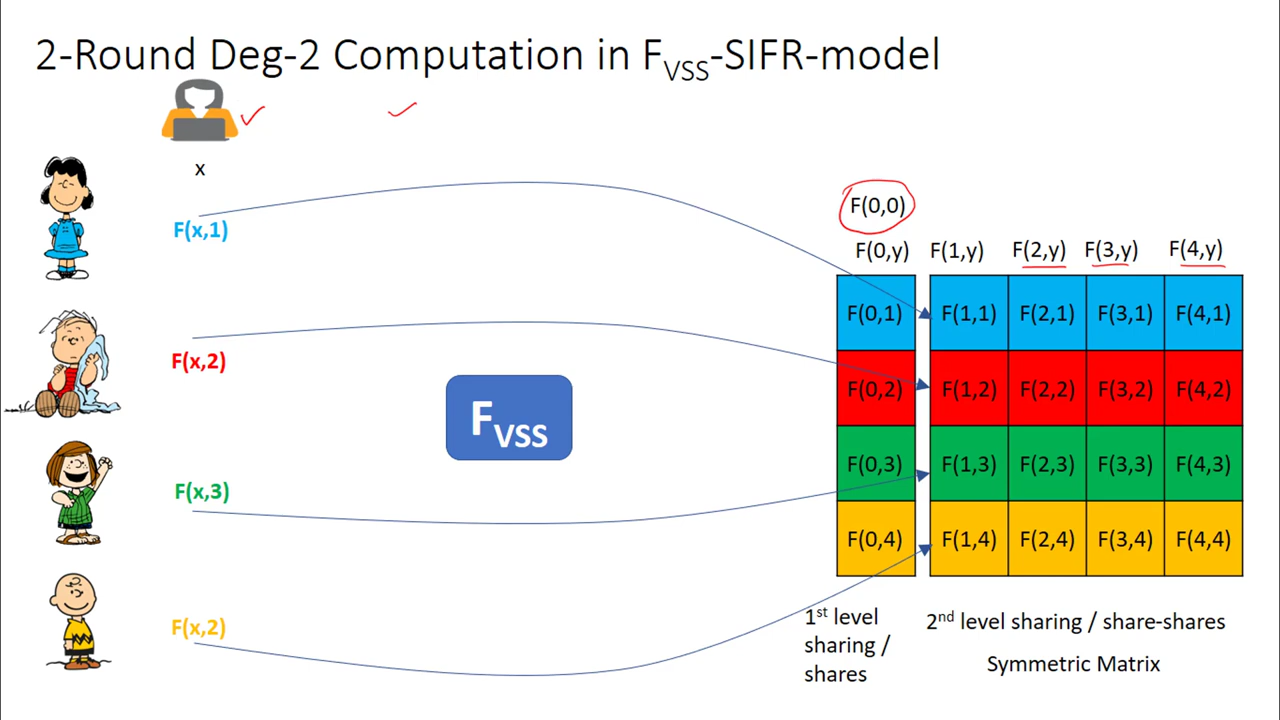 2-Round Deg-2 Computation in F_VSS-SIFR-model
x
F(x,1)
F(x,2)
F(x,3)
F(x,2)
F_VSS
F(0,0)
F(0,y) F(1,y) F(2,y) F(3,y) F(4,y)
F(0,1) F(1,1) F(2,1) F(3,1) F(4,1)
F(0,2) F(1,2) F(2,2) F(3,2) F(4,2)
F(0,3) F(1,3) F(2,3) F(3,3) F(4,3)
F(0,4) F(1,4) F(2,4) F(3,4) F(4,4)
1st level
sharing /
shares
2nd level sharing / share-shares
Symmetric Matrix